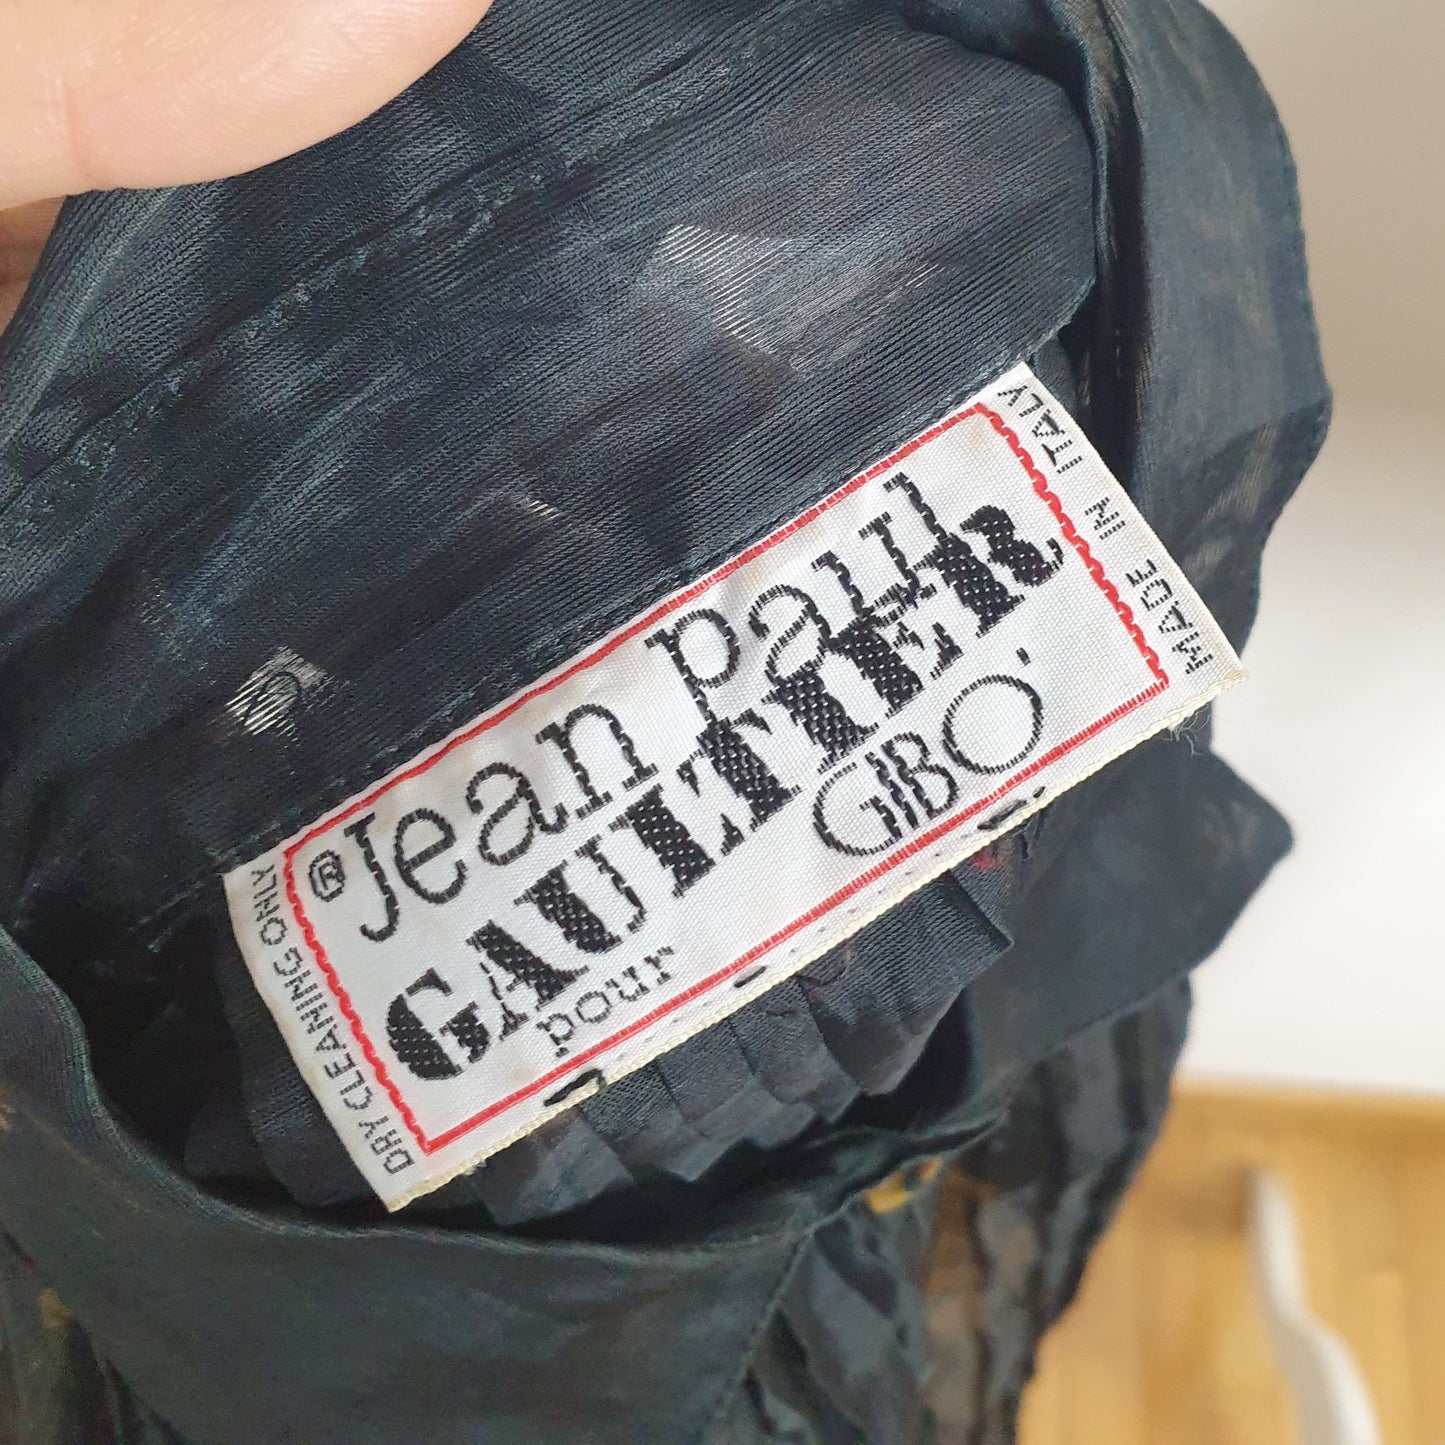 ® Jean Paul
GAULTIER
pour GIBO'
DRY CLEANING ONLY
MADE IN ITALY